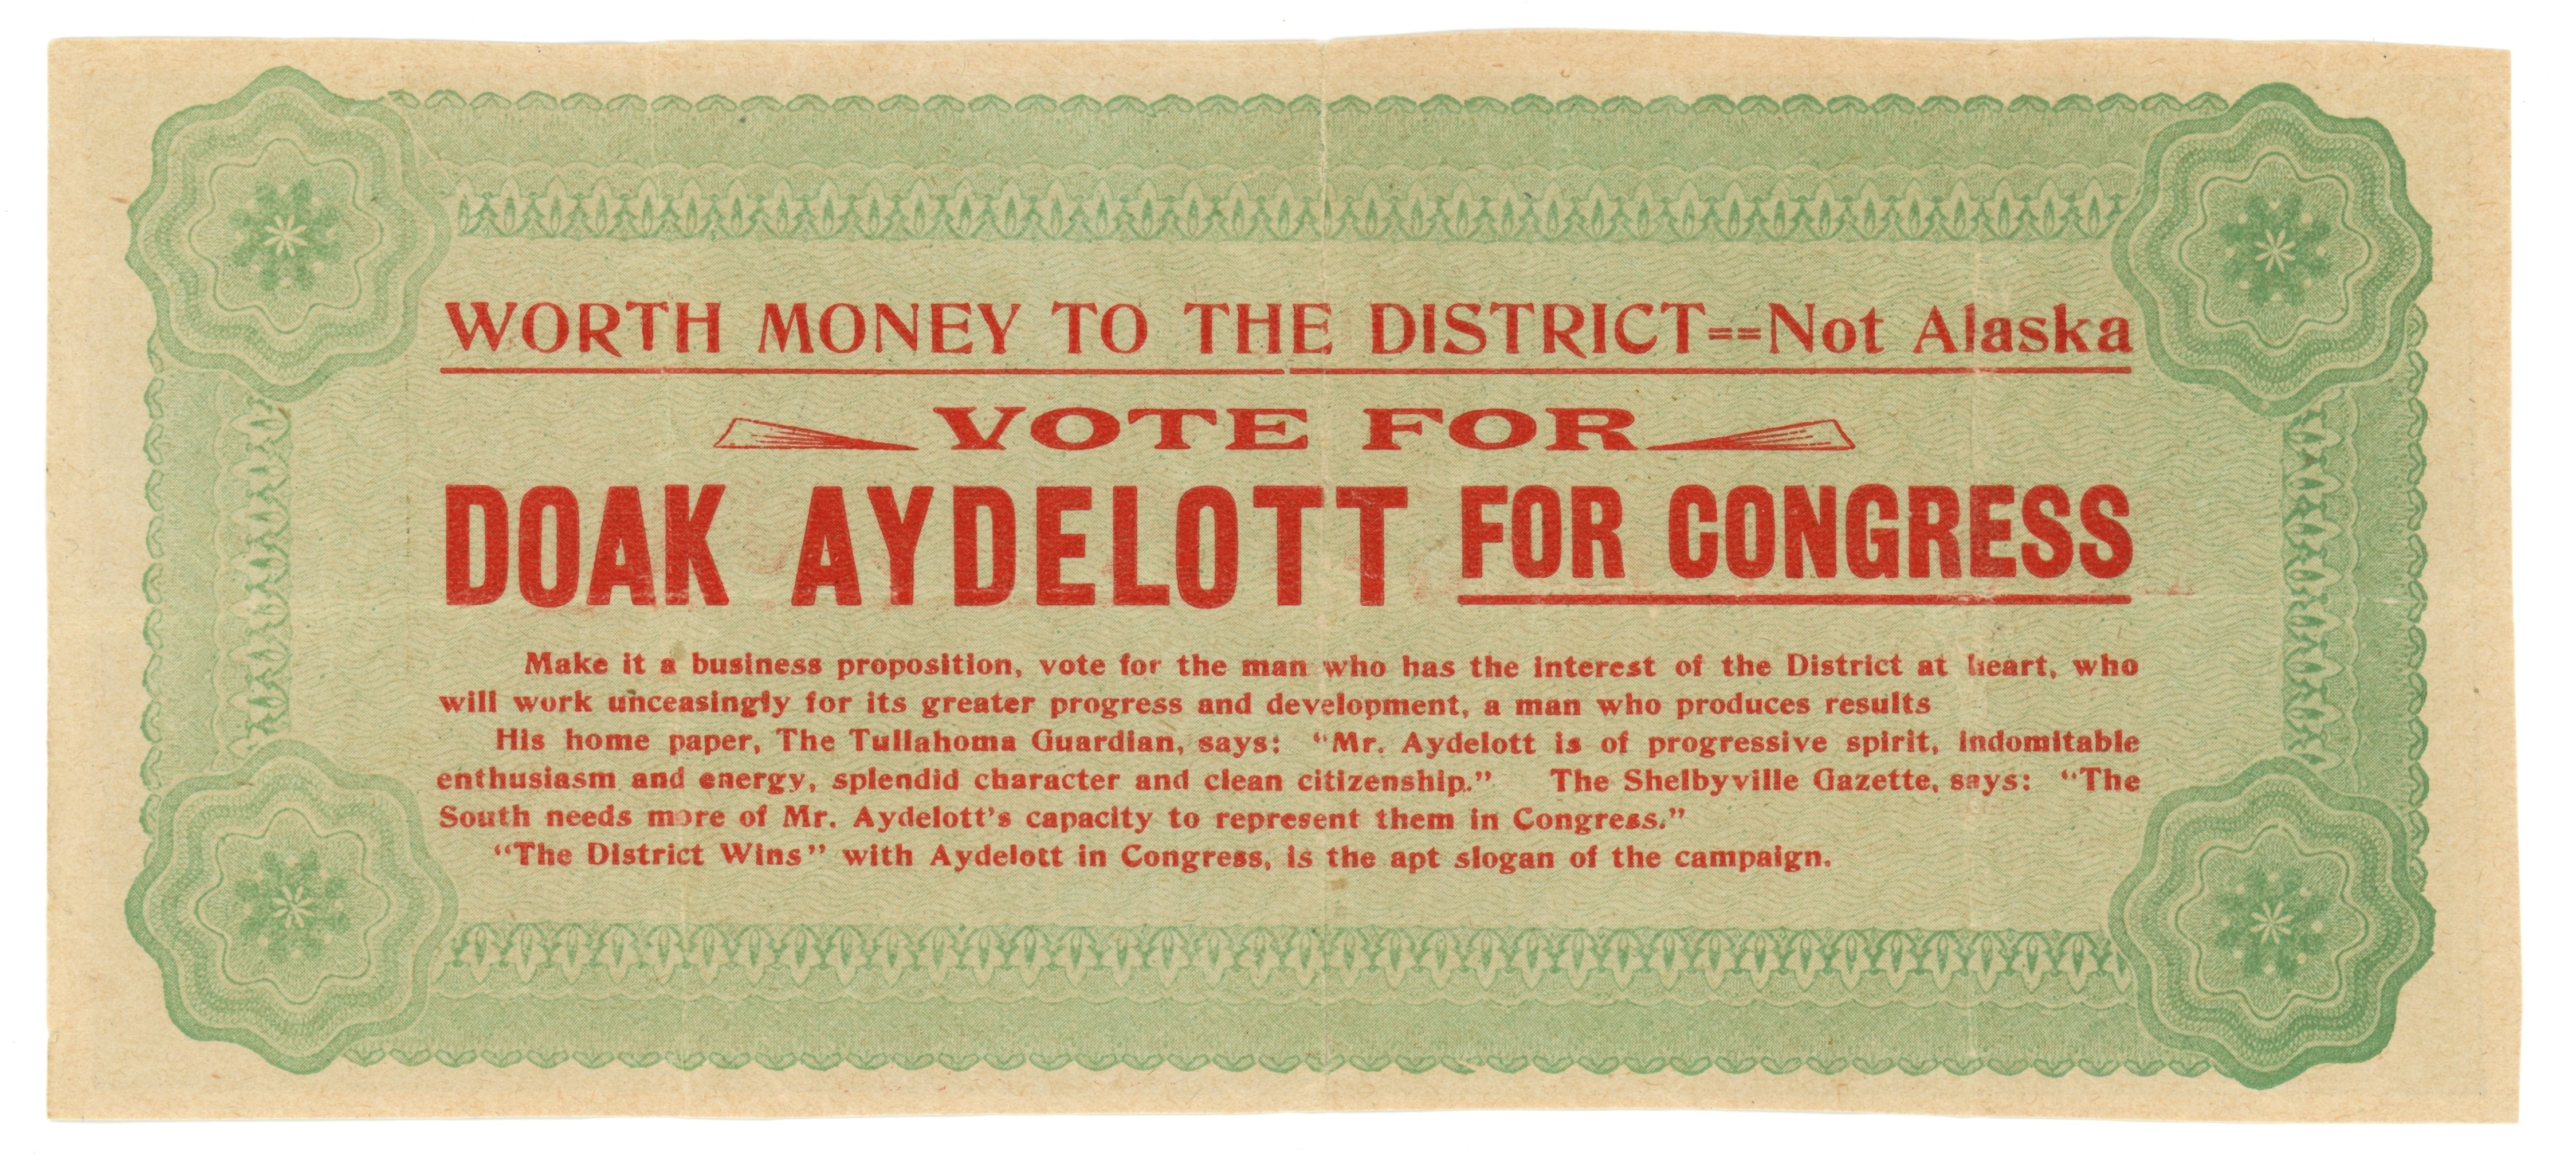 WORTH MONEY TO THE DISTRICT==Not Alaska
VOTE FOR
DOAK AYDELOTT FOR CONGRESS
Make it a business proposition, vote for the man who has the interest of the District at heart, who
will work unceasingly for its greater progress and development, a man who produces results
His home paper, The Tullahoma Guardian, says: “Mr. Aydelott is of progressive spirit, indomitable
enthusiasm and energy, splendid character and clean citizenship.” The Shelbyville Gazette, says: “The
South needs more of Mr. Aydelott’s capacity to represent them in Congress.”
“The District Wins” with Aydelott in Congress, is the apt slogan of the campaign.